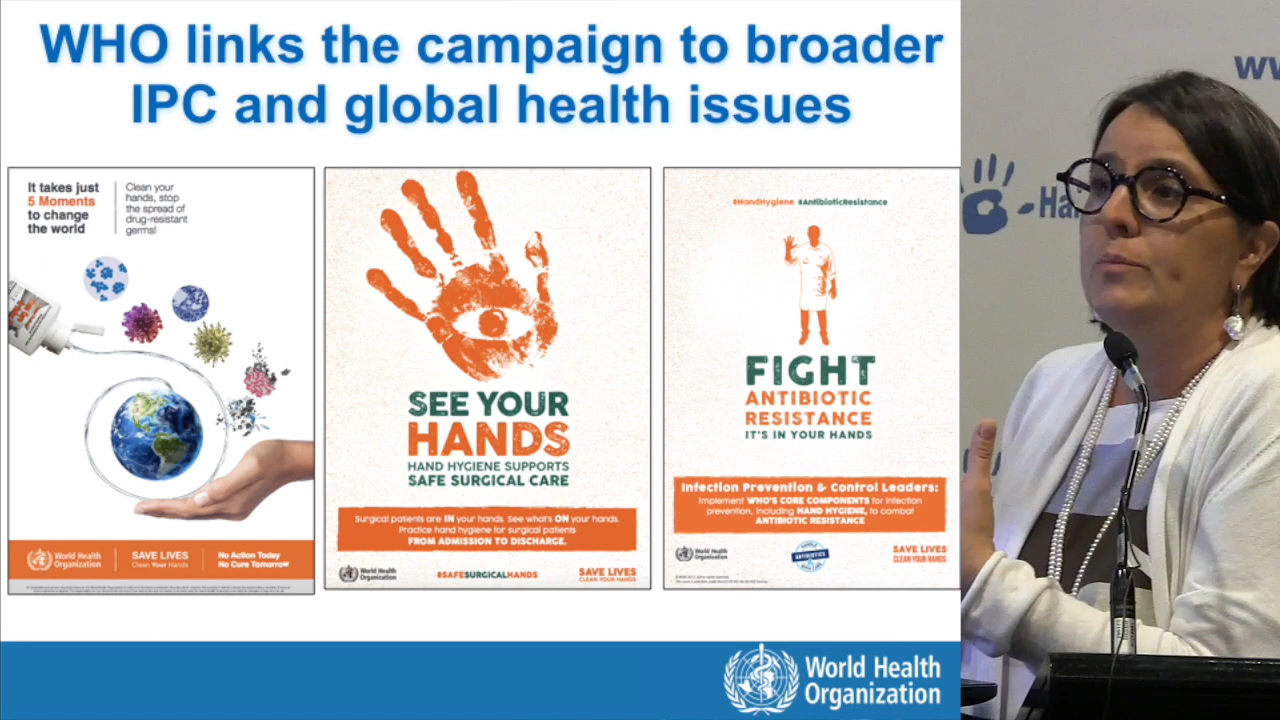 WHO links the campaign to broader
IPC and global health issues
It takes just
5 Moments
to change
the world
Clean your
hands, stop
the spread of
drug-resistant
germs!
World Health
Organization
SAVE LIVES
Clean Your Hands
No Action Today
No Cure Tomorrow
SEE YOUR
HANDS
HAND HYGIENE SUPPORTS
SAFE SURGICAL CARE
Surgical patients are IN your hands. See what's ON your hands.
Practice hand hygiene for surgical patients
FROM ADMISSION TO DISCHARGE.
World Health
Organization
#SAFESURGICALHANDS
SAVE LIVES
CLEAN YOUR HANDS
#HandHygiene #AntibioticResistance
FIGHT
ANTIBIOTIC
RESISTANCE
IT'S IN YOUR HANDS
Infection Prevention & Control Leaders:
Implement WHO'S CORE COMPONENTS for infection
prevention, including HAND HYGIENE, to combat
ANTIBIOTIC RESISTANCE
World Health
Organization
ANTIBIOTICS
SAVE LIVES
CLEAN YOUR HANDS
World Health
Organization
ww
-Ha